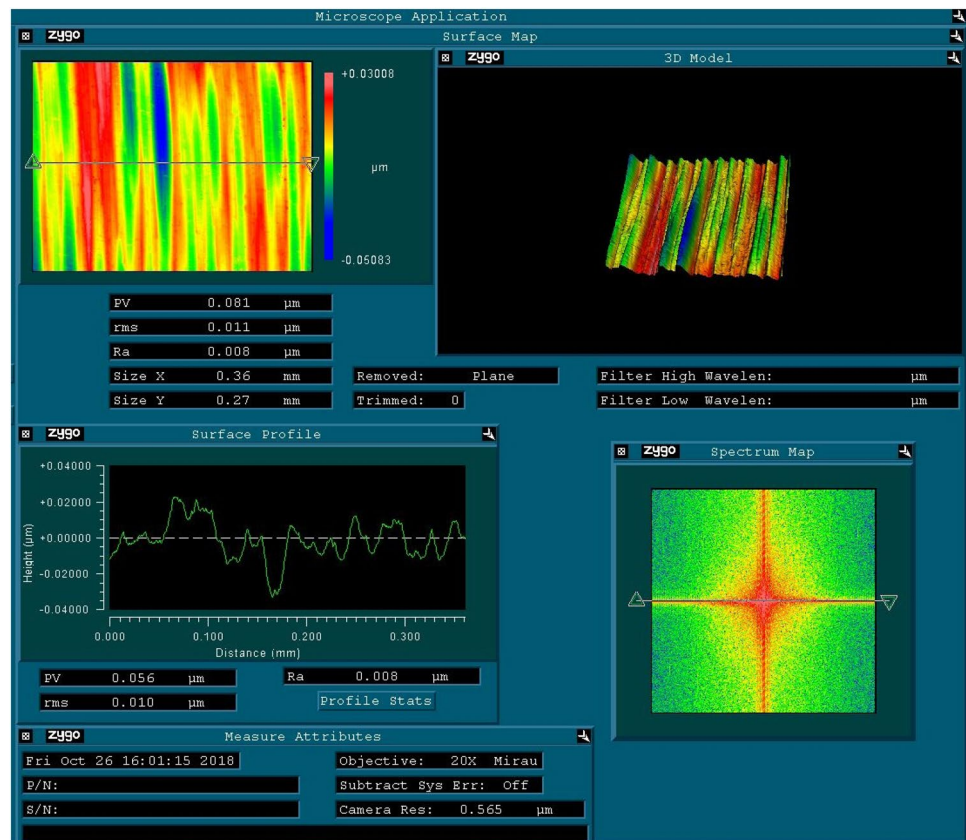 Microscope Application
zygo Surface Map
zygo 3D Model
+0.03008
µm
-0.05083
PV 0.081 µm
rms 0.011 µm
Ra 0.008 µm
Size X 0.36 mm
Size Y 0.27 mm
Removed: Plane
Trimmed: 0
Filter High Wavelen: µm
Filter Low Wavelen: µm
zygo Surface Profile
+0.04000
+0.02000
+0.00000
-0.02000
-0.04000
Height (µm)
0.000 0.100 0.200 0.300
Distance (mm)
PV 0.056 µm
rms 0.010 µm
Ra 0.008 µm
Profile Stats
zygo Spectrum Map
zygo Measure Attributes
Fri Oct 26 16:01:15 2018
P/N:
S/N:
Objective: 20X Mirau
Subtract Sys Err: Off
Camera Res: 0.565 µm